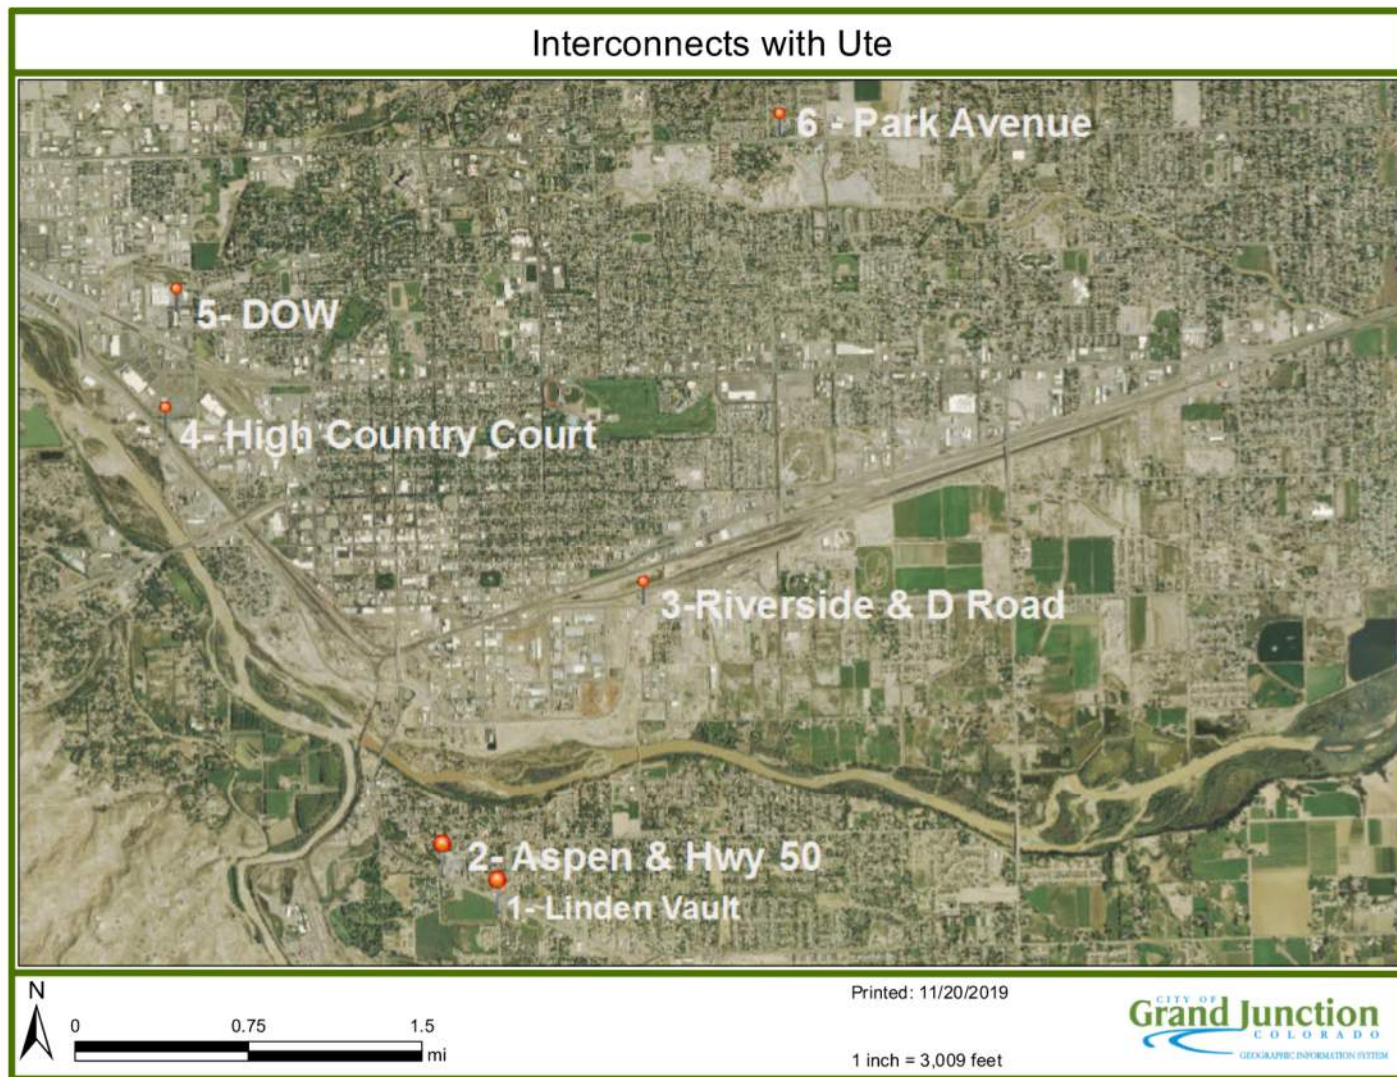 Interconnects with Ute
6 - Park Avenue
5- DOW
4- High Country Court
3-Riverside & D Road
2- Aspen & Hwy 50
1- Linden Vault
N
0 0.75 1.5
mi
Printed: 11/20/2019
1 inch = 3,009 feet
CITY OF
Grand Junction
COLORADO
GEOGRAPHIC INFORMATION SYSTEM